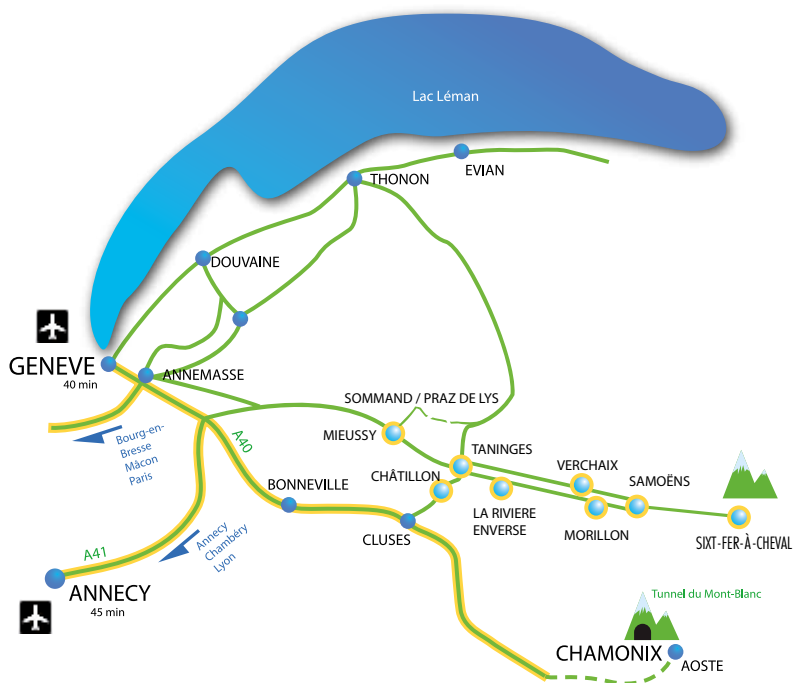 Lac Léman
EVIAN
THONON
DOUVAINE
GENEVE
40 min
ANNEMASSE
SOMMAND / PRAZ DE LYS
Bourg-en-
Bresse
Mâcon
Paris
A40
MIEUSSY
TANINGES
VERCHAIX
SAMOËNS
CHÂTILLON
BONNEVILLE
LA RIVIERE
ENVERSE
MORILLON
CLUSES
SIXT-FER-À-CHEVAL
A41
Annecy
Chambéry
Lyon
ANNECY
45 min
Tunnel du Mont-Blanc
CHAMONIX
AOSTE